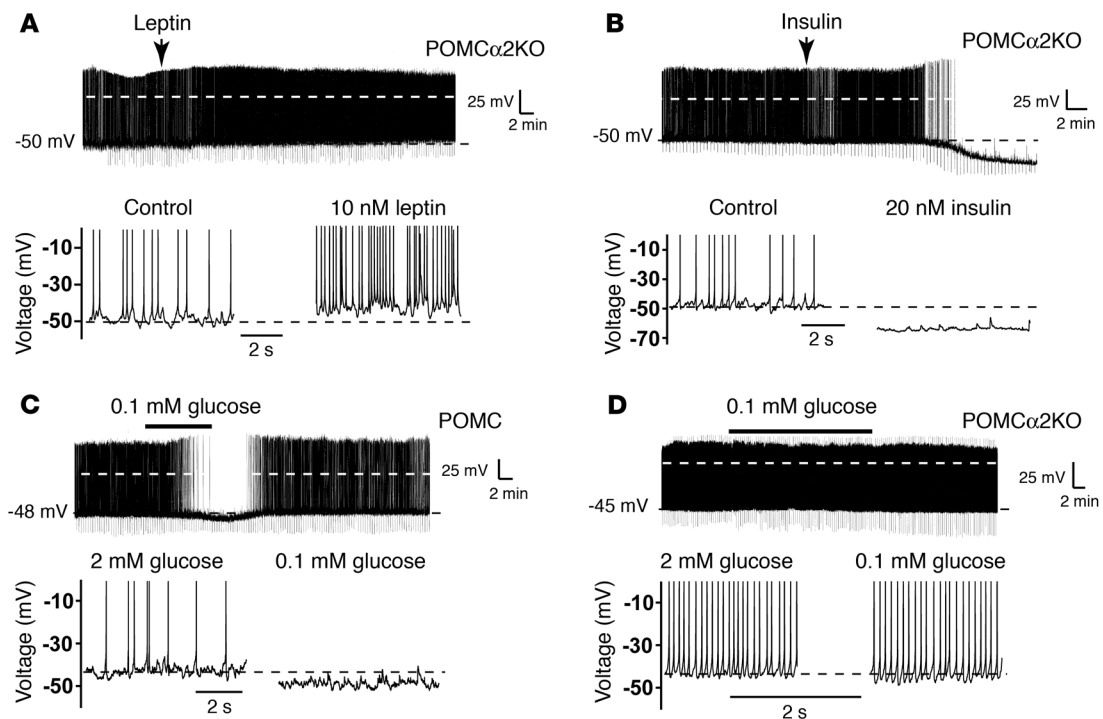 A
Leptin
POMCα2KO
25 mV
2 min
-50 mV
Control
10 nM leptin
Voltage (mV)
-10
-30
-50
2 s
B
Insulin
POMCα2KO
25 mV
2 min
-50 mV
Control
20 nM insulin
Voltage (mV)
-10
-30
-50
-70
2 s
C
0.1 mM glucose
POMC
25 mV
2 min
-48 mV
2 mM glucose
0.1 mM glucose
Voltage (mV)
-10
-30
-50
2 s
D
0.1 mM glucose
POMCα2KO
25 mV
2 min
-45 mV
2 mM glucose
0.1 mM glucose
Voltage (mV)
-10
-30
-50
2 s